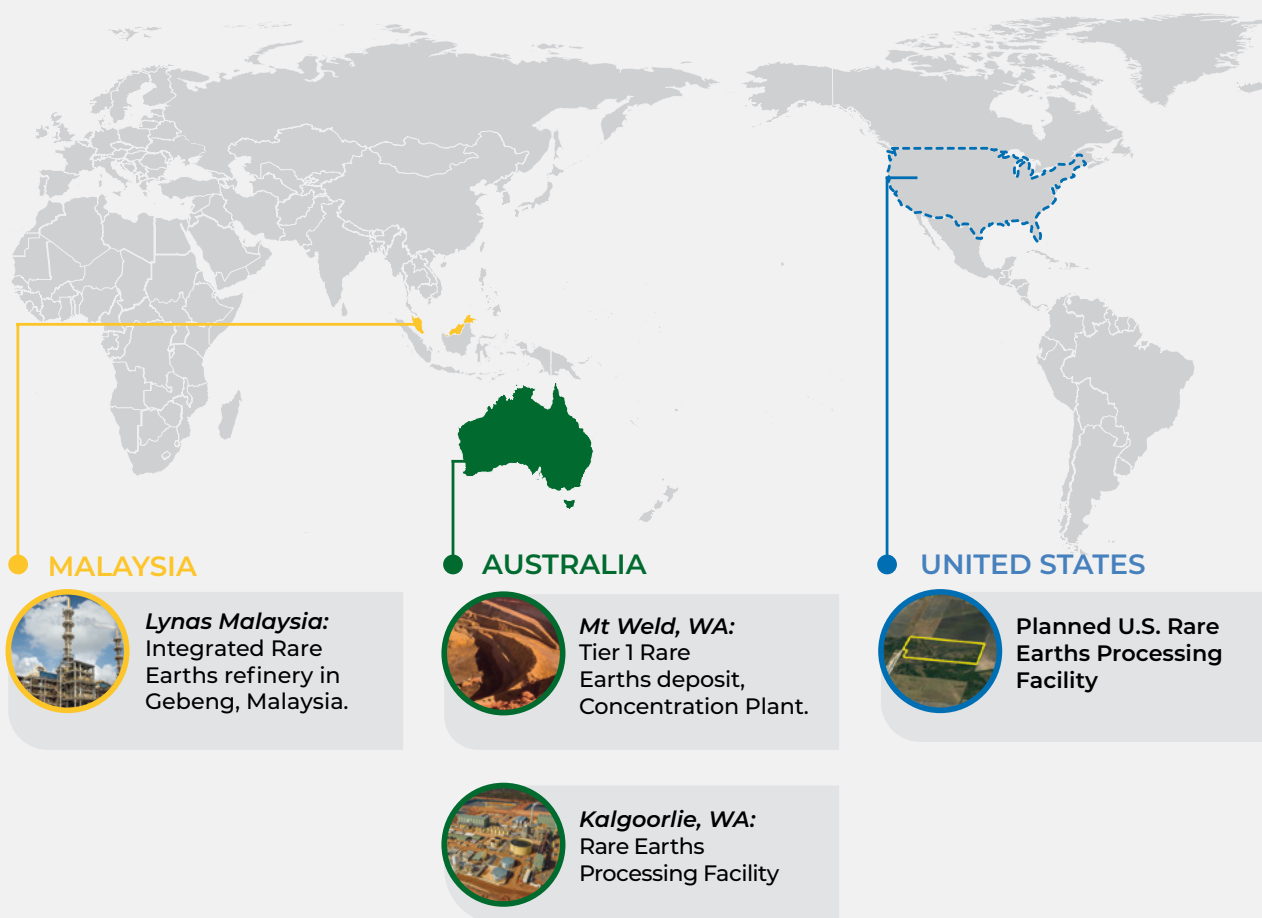 MALAYSIA
Lynas Malaysia:
Integrated Rare
Earths refinery in
Gebeng, Malaysia.
AUSTRALIA
Mt Weld, WA:
Tier 1 Rare
Earths deposit,
Concentration Plant.
Kalgoorlie, WA:
Rare Earths
Processing Facility
UNITED STATES
Planned U.S. Rare
Earths Processing
Facility